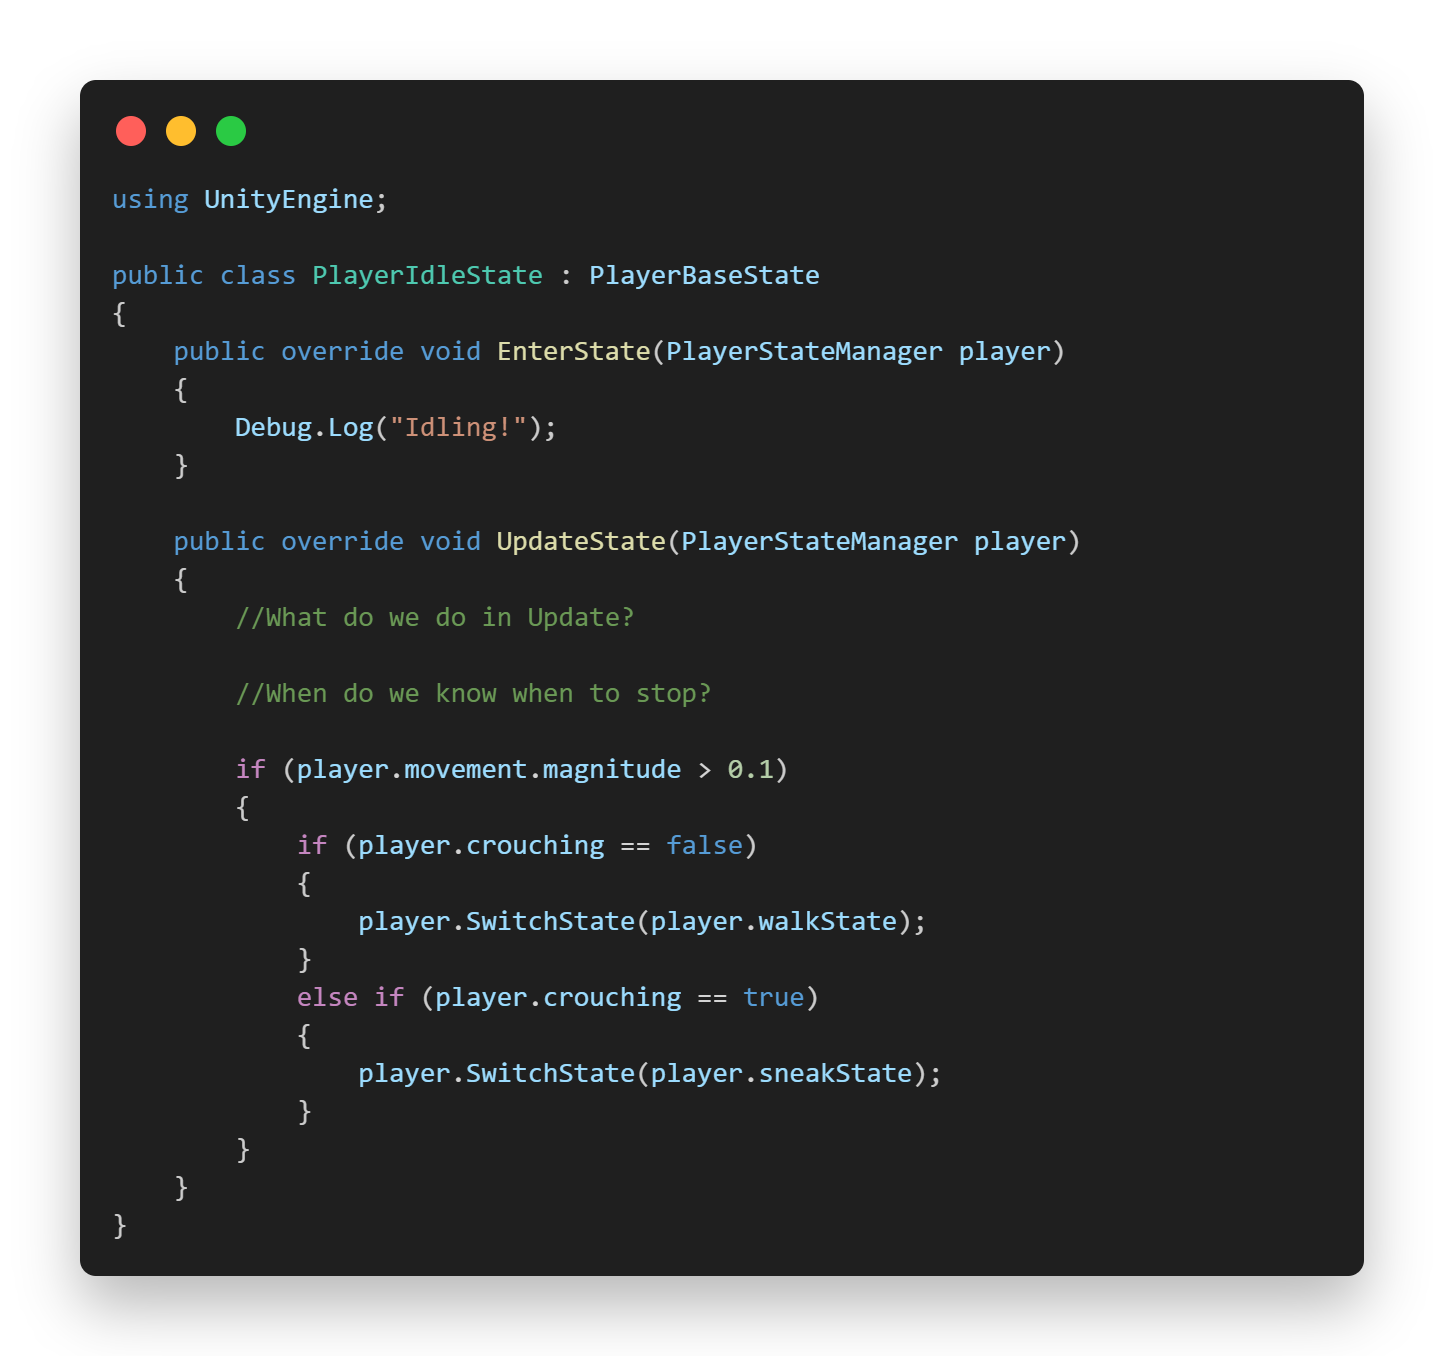 using UnityEngine;

public class PlayerIdleState : PlayerBaseState
{
    public override void EnterState(PlayerStateManager player)
    {
        Debug.Log("Idling!");
    }

    public override void UpdateState(PlayerStateManager player)
    {
        //What do we do in Update?

        //When do we know when to stop?

        if (player.movement.magnitude > 0.1)
        {
            if (player.crouching == false)
            {
                player.SwitchState(player.walkState);
            }
            else if (player.crouching == true)
            {
                player.SwitchState(player.sneakState);
            }
        }
    }
}